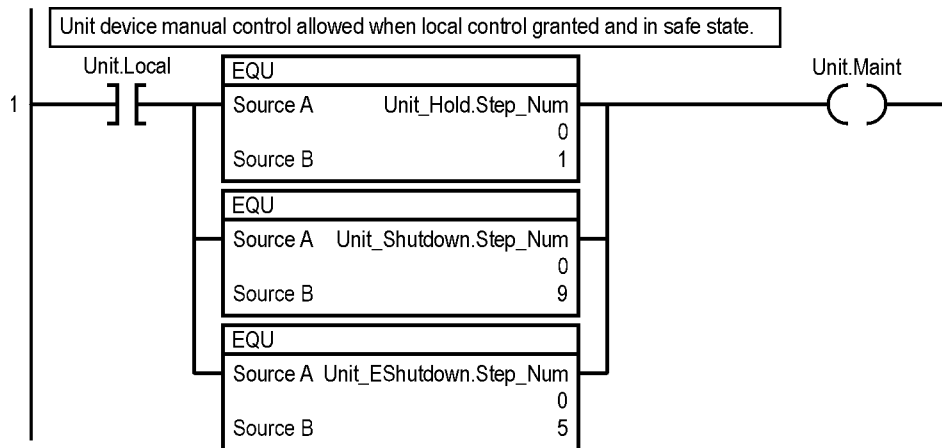 Unit device manual control allowed when local control granted and in safe state.
Unit.Local
Unit.Maint
1
EQU
Source A Unit_Hold.Step_Num
0
Source B 1
EQU
Source A Unit_Shutdown.Step_Num
0
Source B 9
EQU
Source A Unit_EShutdown.Step_Num
0
Source B 5